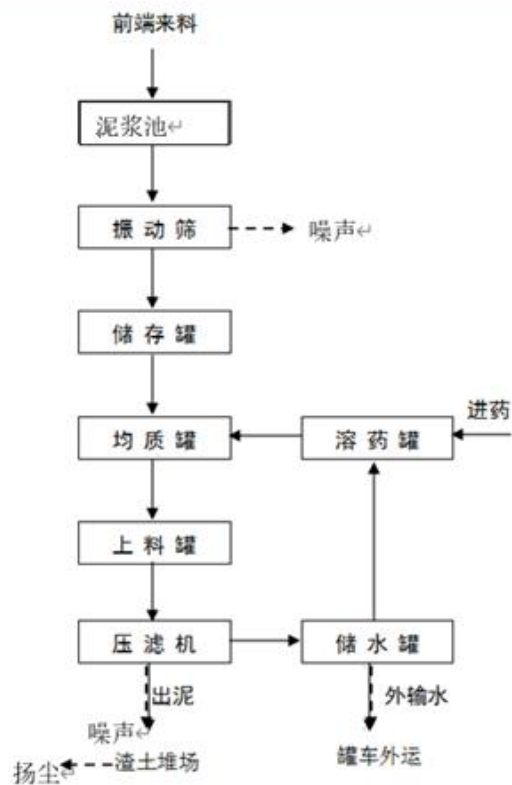 前端来料
泥浆池
振动筛
噪声
储存罐
进药
均质罐
溶药罐
上料罐
压滤机
储水罐
出泥
外输水
噪声
渣土堆场
罐车外运
扬尘